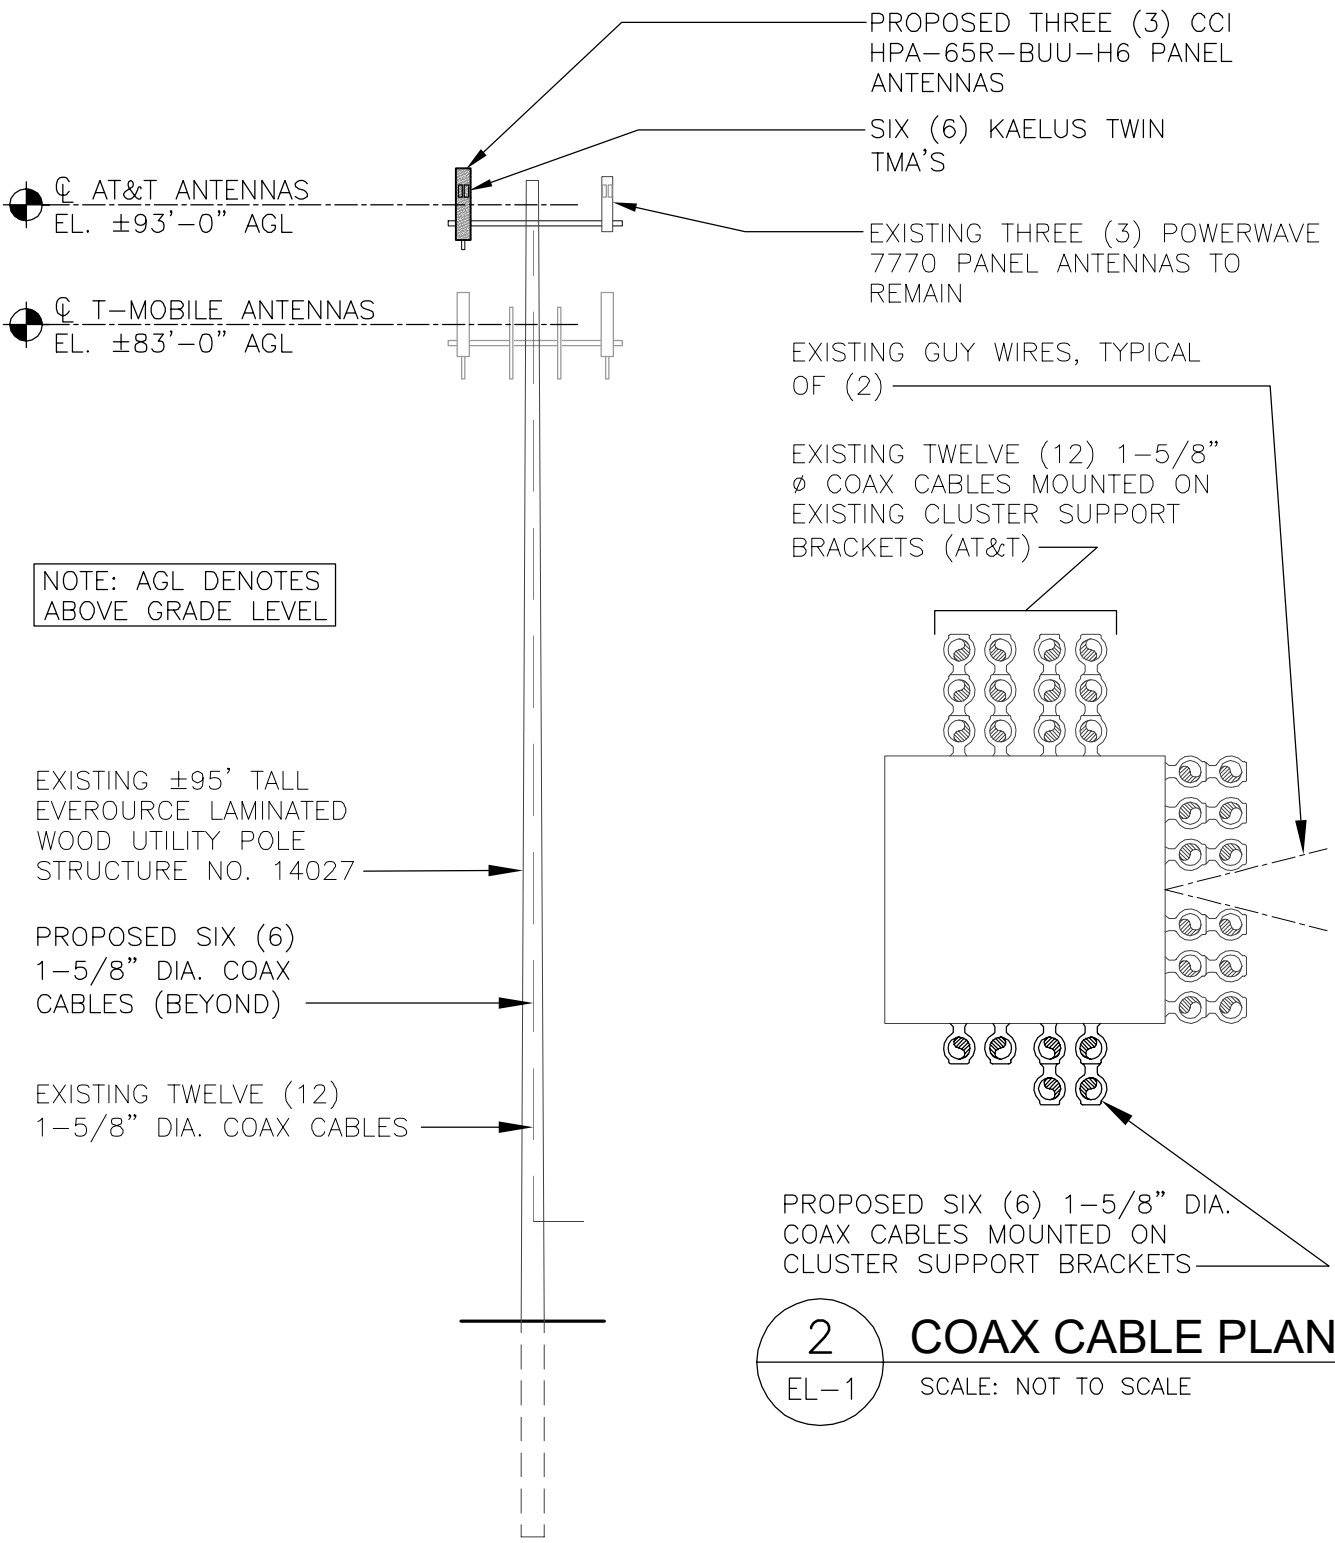 PROPOSED THREE (3) CCI
HPA-65R-BUU-H6 PANEL
ANTENNAS
SIX (6) KAELUS TWIN
TMA'S
℄ AT&T ANTENNAS
EL. ±93'-0" AGL
EXISTING THREE (3) POWERWAVE
7770 PANEL ANTENNAS TO
REMAIN
℄ T-MOBILE ANTENNAS
EL. ±83'-0" AGL
EXISTING GUY WIRES, TYPICAL
OF (2)
EXISTING TWELVE (12) 1-5/8"
ø COAX CABLES MOUNTED ON
EXISTING CLUSTER SUPPORT
BRACKETS (AT&T)
NOTE: AGL DENOTES
ABOVE GRADE LEVEL
EXISTING ±95' TALL
EVEROURCE LAMINATED
WOOD UTILITY POLE
STRUCTURE NO. 14027
PROPOSED SIX (6)
1-5/8" DIA. COAX
CABLES (BEYOND)
EXISTING TWELVE (12)
1-5/8" DIA. COAX CABLES
PROPOSED SIX (6) 1-5/8" DIA.
COAX CABLES MOUNTED ON
CLUSTER SUPPORT BRACKETS
2
EL-1
COAX CABLE PLAN
SCALE: NOT TO SCALE